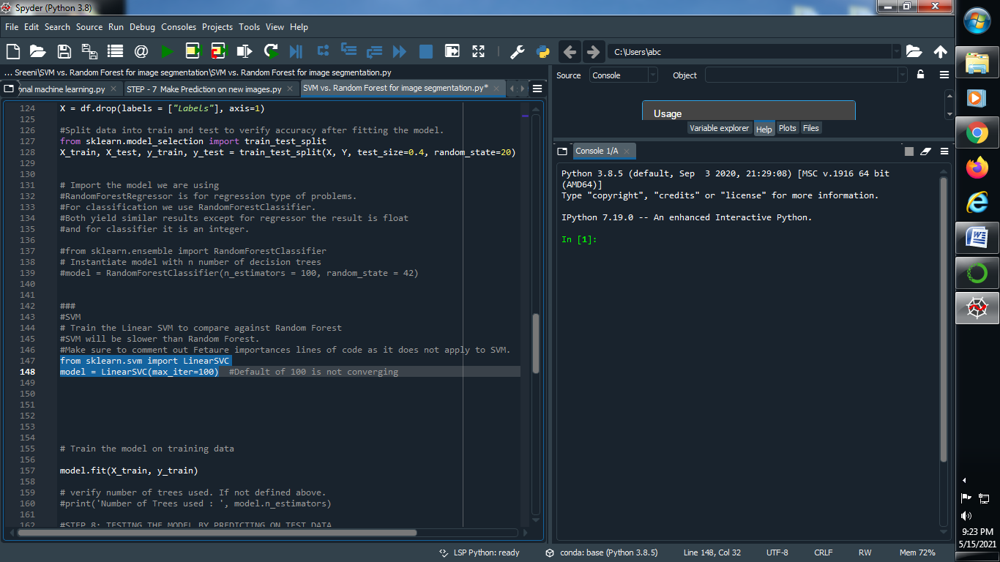 Spyder (Python 3.8)
File Edit Search Source Run Debug Consoles Projects Tools View Help
C:\Users\abc
... Sreeni\SVM vs. Random Forest for image segmentation\SVM vs. Random Forest for image segmentation.py
onal machine learning.py
STEP - 7 Make Prediction on new images.py
SVM vs. Random Forest for image segmentation.py*
124 X = df.drop(labels = ["Labels"], axis=1)
125
126 #Split data into train and test to verify accuracy after fitting the model.
127 from sklearn.model_selection import train_test_split
128 X_train, X_test, y_train, y_test = train_test_split(X, Y, test_size=0.4, random_state=20)
129
130
131 # Import the model we are using
132 #RandomForestRegressor is for regression type of problems.
133 #For classification we use RandomForestClassifier.
134 #Both yield similar results except for regressor the result is float
135 #and for classifier it is an integer.
136
137 #from sklearn.ensemble import RandomForestClassifier
138 # Instantiate model with n number of decision trees
139 #model = RandomForestClassifier(n_estimators = 100, random_state = 42)
140
141
142 ###
143 #SVM
144 # Train the Linear SVM to compare against Random Forest
145 #SVM will be slower than Random Forest.
146 #Make sure to comment out Fetaure importances lines of code as it does not apply to SVM.
147 from sklearn.svm import LinearSVC
148 model = LinearSVC(max_iter=100)  #Default of 100 is not converging
149
150
151
152
153
154
155 # Train the model on training data
156
157 model.fit(X_train, y_train)
158
159 # verify number of trees used. If not defined above.
160 #print('Number of Trees used : ', model.n_estimators)
161
162 #STEP 8: TESTING THE MODEL BY PREDICTING ON TEST DATA
Source Console Object
Usage
Variable explorer Help Plots Files
Console 1/A
Python 3.8.5 (default, Sep  3 2020, 21:29:08) [MSC v.1916 64 bit
(AMD64)]
Type "copyright", "credits" or "license" for more information.
IPython 7.19.0 -- An enhanced Interactive Python.
In [1]:
LSP Python: ready conda: base (Python 3.8.5) Line 148, Col 32 UTF-8 CRLF RW Mem 72%
9:23 PM
5/15/2021